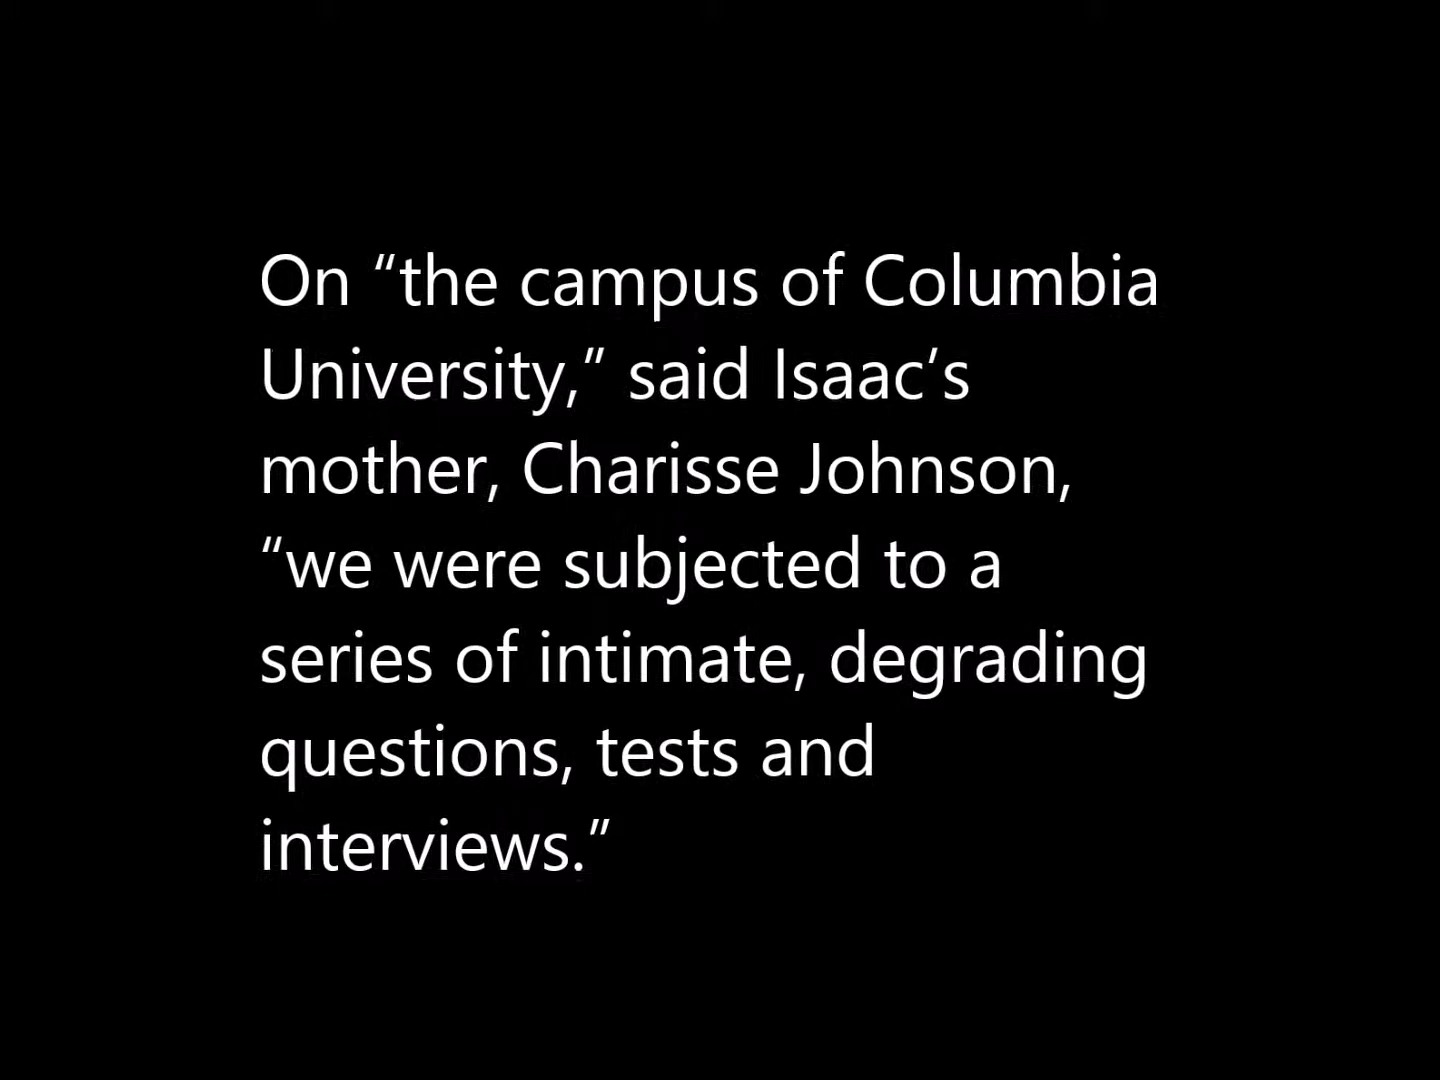 On “the campus of Columbia
University,” said Isaac‘s
mother, Charisse Johnson,
“we were subjected to a
series of intimate, degrading
questions, tests and
interviews.”